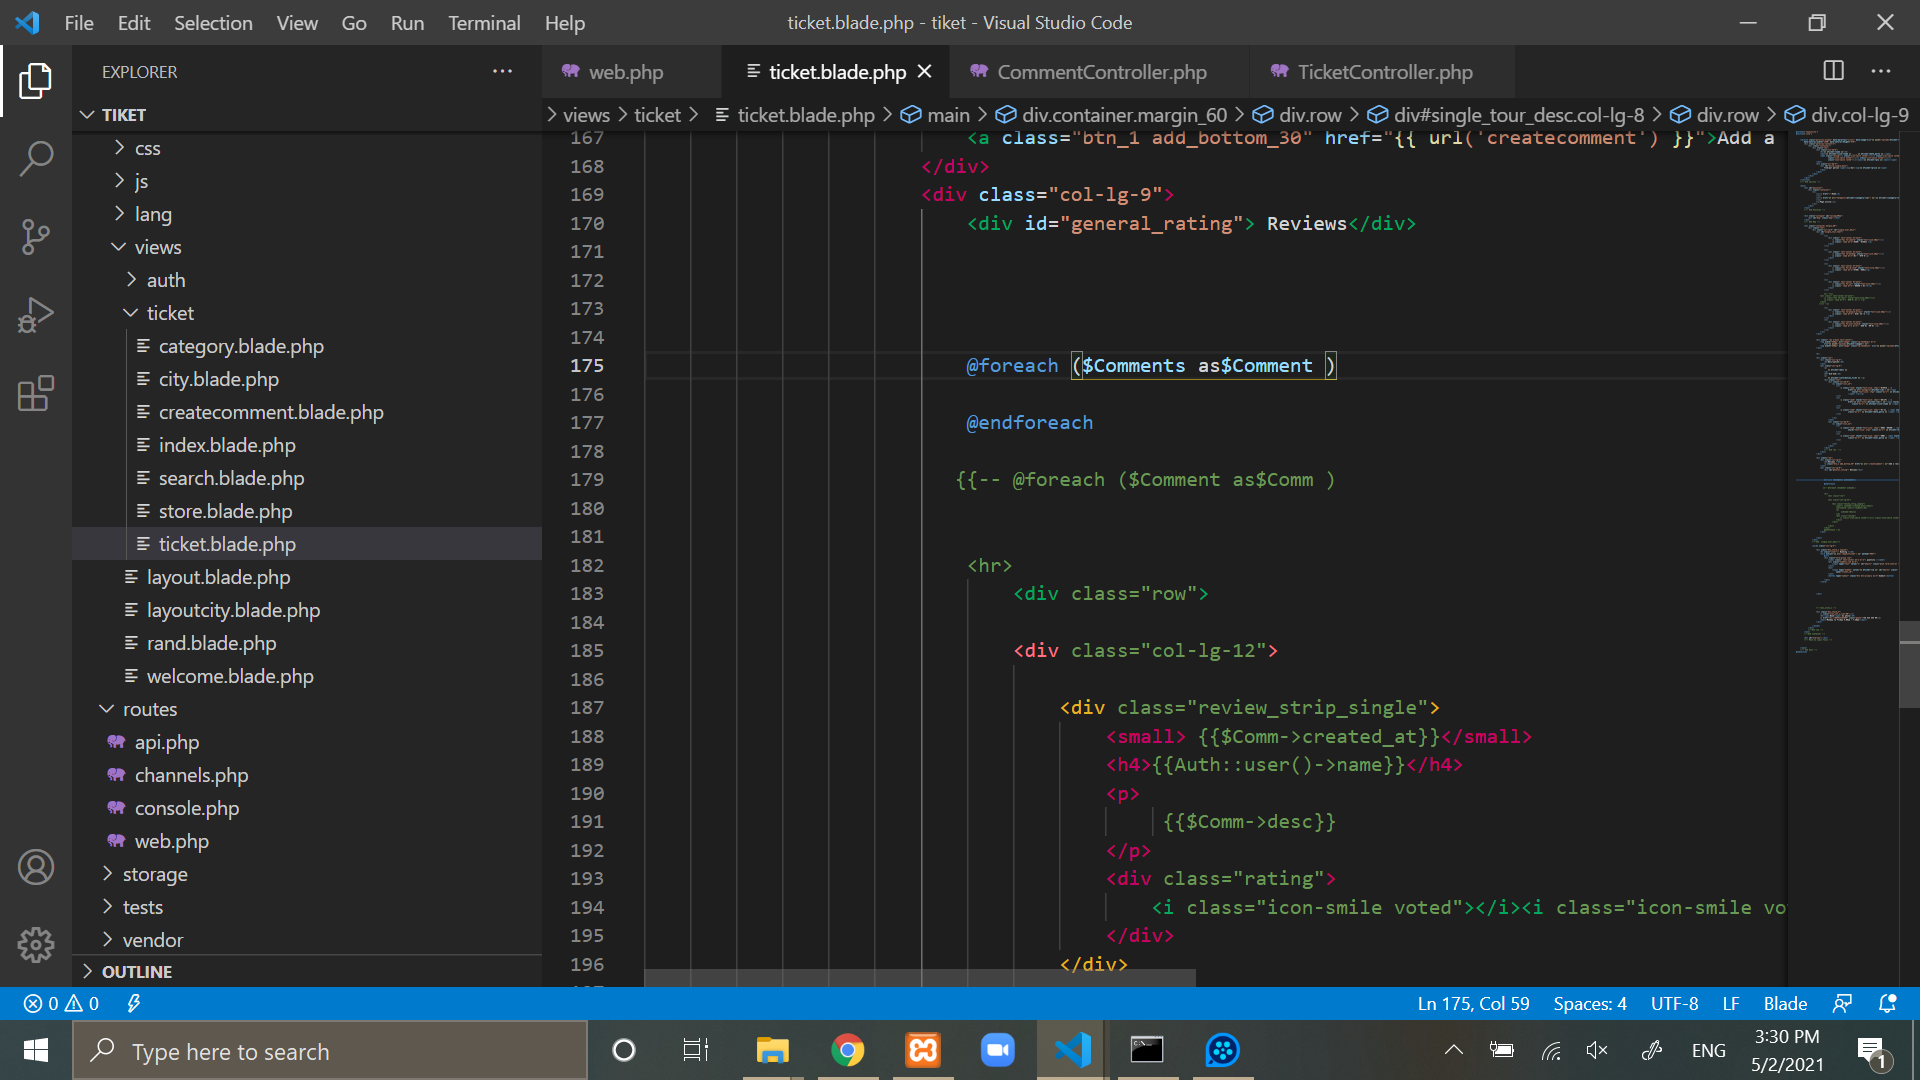 File Edit Selection View Go Run Terminal Help
ticket.blade.php - tiket - Visual Studio Code
EXPLORER
TIKET
css
js
lang
views
auth
ticket
category.blade.php
city.blade.php
createcomment.blade.php
index.blade.php
search.blade.php
store.blade.php
ticket.blade.php
layout.blade.php
layoutcity.blade.php
rand.blade.php
welcome.blade.php
routes
api.php
channels.php
console.php
web.php
storage
tests
vendor
OUTLINE
web.php ticket.blade.php CommentController.php TicketController.php
views ticket ticket.blade.php main div.container.margin_60 div.row div#single_tour_desc.col-lg-8 div.row div.col-lg-9
167 <a class="btn_1 add_bottom_30" href="{{ url('createcomment') }}">Add a
168 </div>
169 <div class="col-lg-9">
170 <div id="general_rating"> Reviews</div>
171
172
173
174
175 @foreach ($Comments as$Comment )
176
177 @endforeach
178
179 {{-- @foreach ($Comment as$Comm )
180
181
182 <hr>
183 <div class="row">
184
185 <div class="col-lg-12">
186
187 <div class="review_strip_single">
188 <small> {{$Comm->created_at}}</small>
189 <h4>{{Auth::user()->name}}</h4>
190 <p>
191 {{$Comm->desc}}
192 </p>
193 <div class="rating">
194 <i class="icon-smile voted"></i><i class="icon-smile vo
195 </div>
196 </div>
0 0
Ln 175, Col 59 Spaces: 4 UTF-8 LF Blade
Type here to search
ENG
3:30 PM
5/2/2021
1